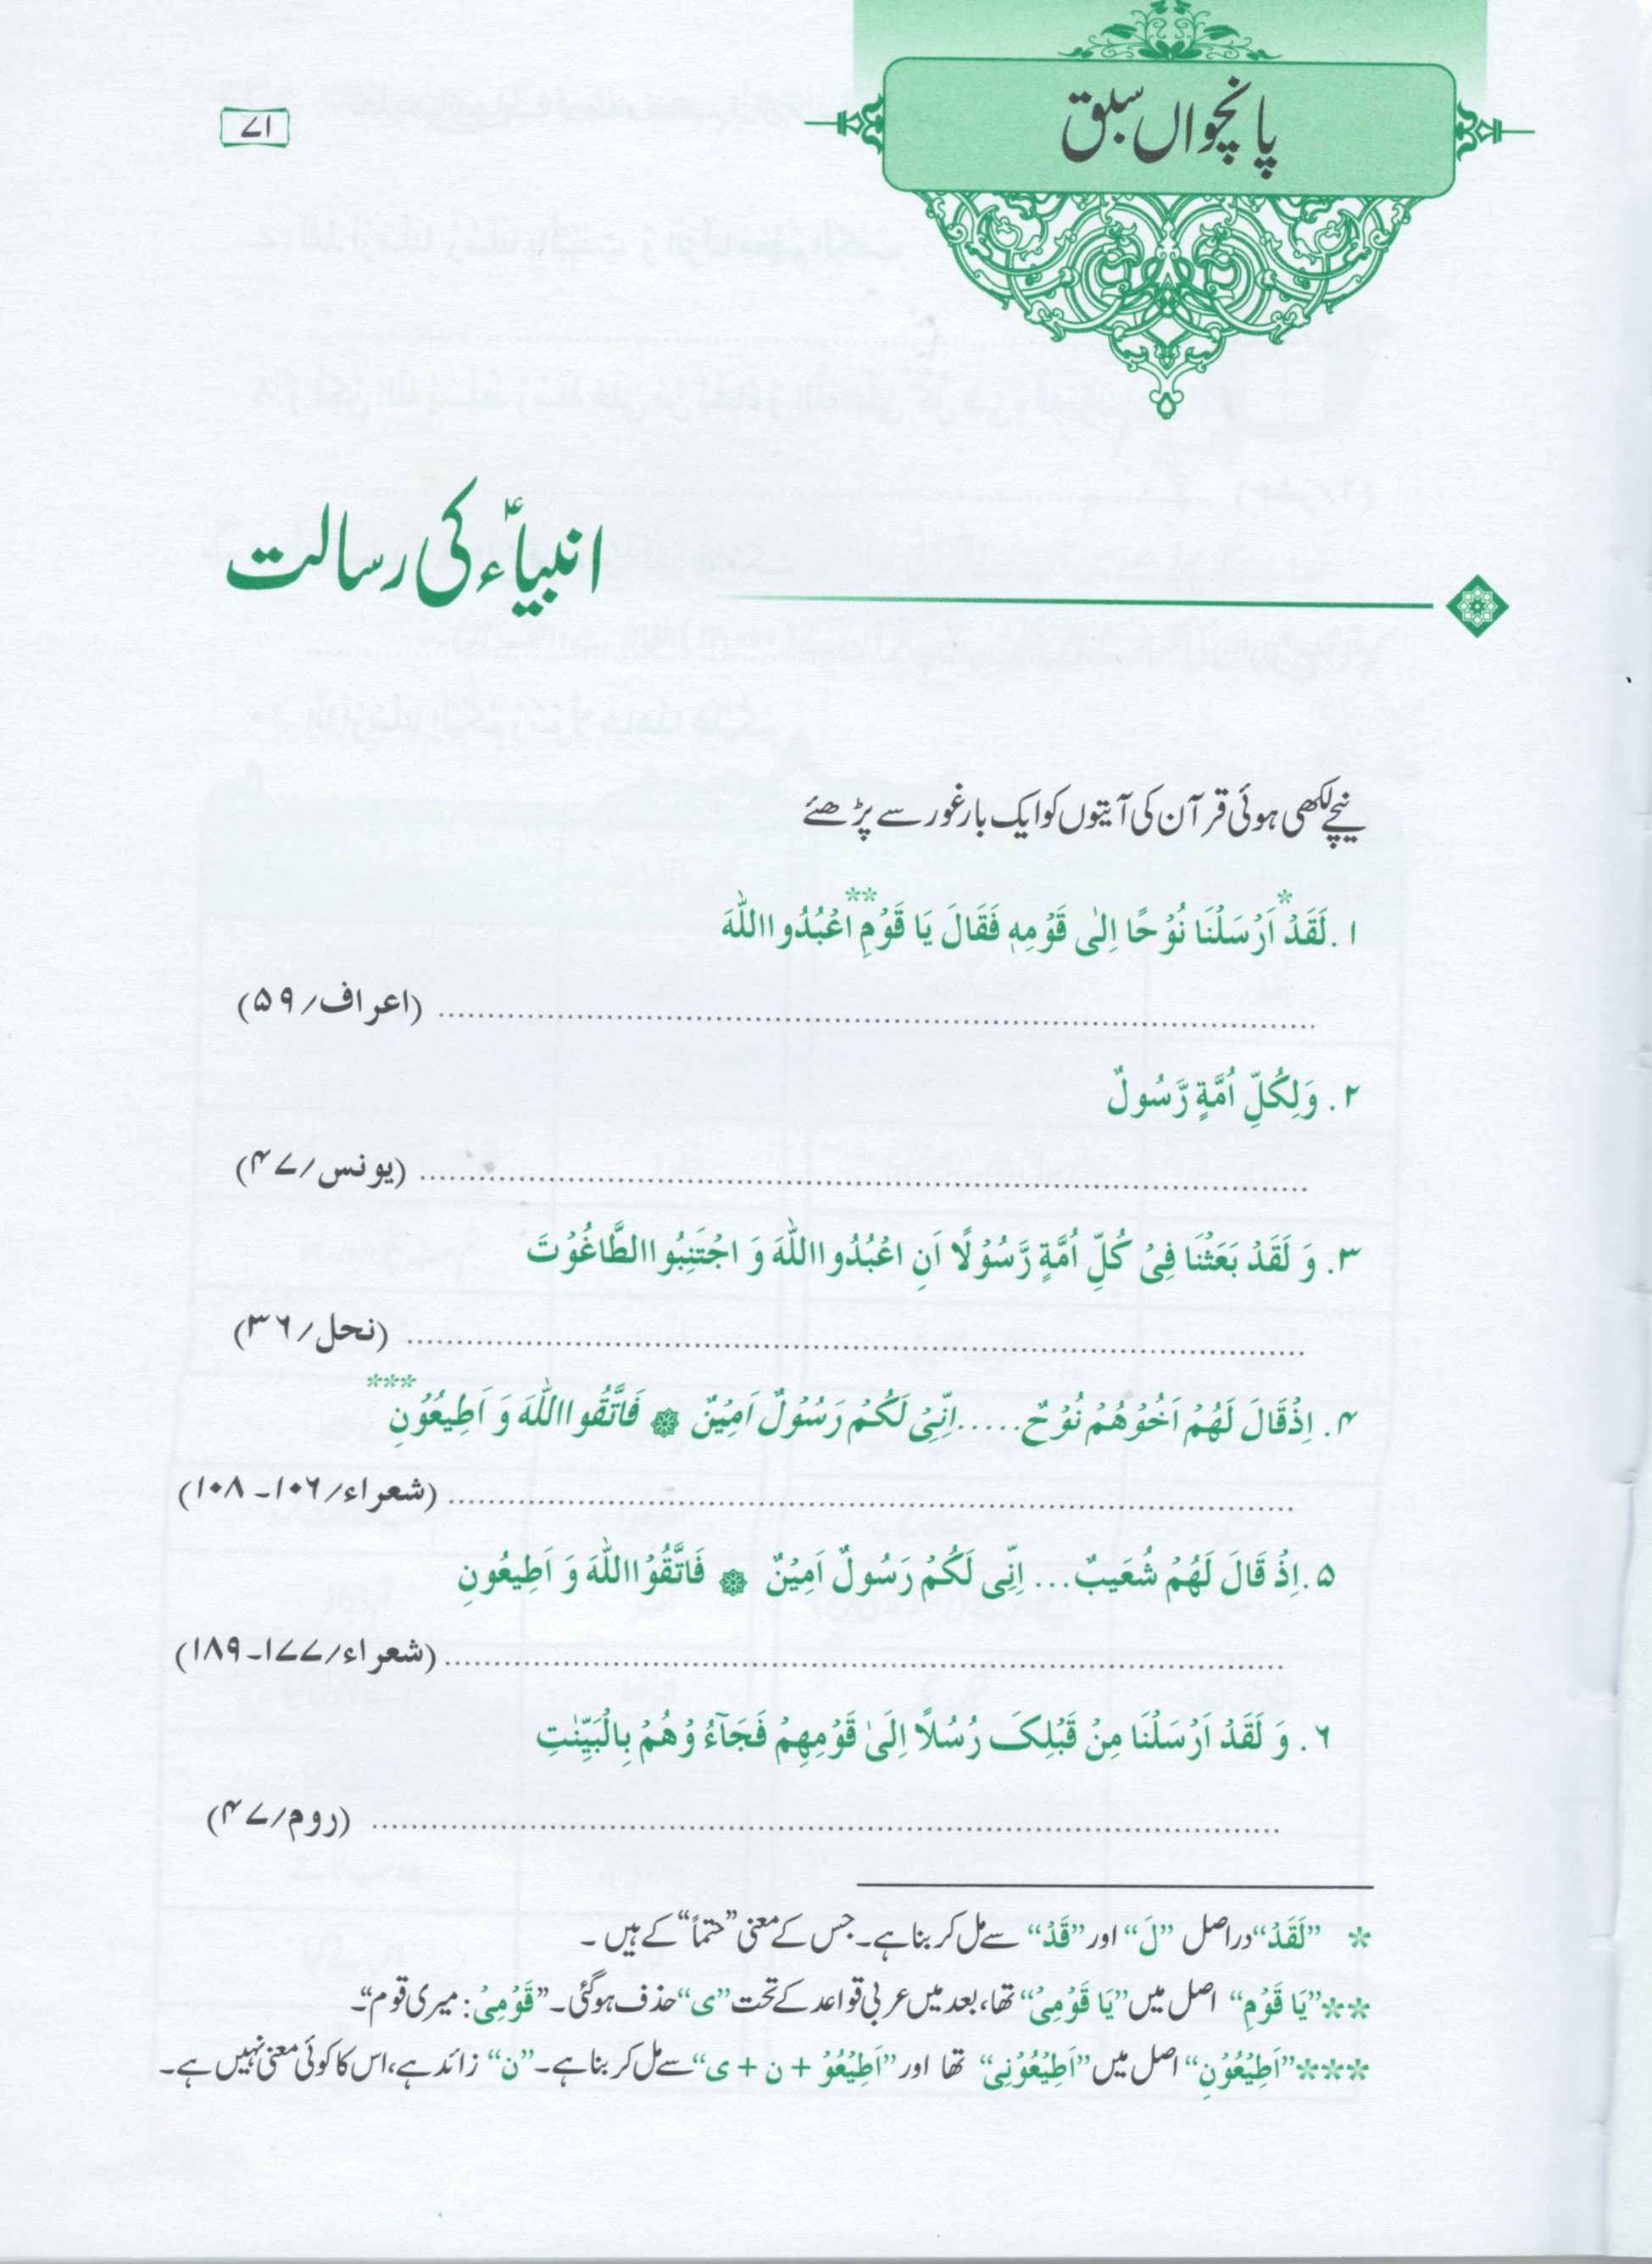 پانچواں سبق
۷۱
انبیاءؑ کی رسالت
نیچے لکھی ہوئی قرآن کی آیتوں کو ایک بار غور سے پڑھئے
۱. لَقَدْ* اَرْسَلْنَا نُوْحًا اِلٰی قَوْمِهٖ فَقَالَ يَا قَوْمِ** اعْبُدُوا اللّٰهَ
................................ (اعراف/۵۹)
۲. وَلِكُلِّ اُمَّةٍ رَّسُولٌ
................................ (یونس/۴۷)
۳. وَ لَقَدْ بَعَثْنَا فِیْ كُلِّ اُمَّةٍ رَّسُوْلًا اَنِ اعْبُدُوا اللّٰهَ وَ اجْتَنِبُوا الطَّاغُوْتَ
................................ (نحل/۳۶)
۴. اِذْ قَالَ لَهُمْ اَخُوْهُمْ نُوْحٌ.....اِنِّیْ لَكُمْ رَسُوْلٌ اَمِيْنٌ ۞ فَاتَّقُوا اللّٰهَ وَ اَطِيعُوْنِ***
................................ (شعراء/۱۰۶۔۱۰۸)
۵. اِذْ قَالَ لَهُمْ شُعَيبٌ... اِنِّی لَكُمْ رَسُولٌ اَمِيْنٌ ۞ فَاتَّقُوْا اللّٰهَ وَ اَطِيعُونِ
................................ (شعراء/۱۷۷۔۱۸۹)
۶. وَ لَقَدْ اَرْسَلْنَا مِنْ قَبْلِکَ رُسُلًا اِلَىٰ قَوْمِهِمْ فَجَآءُ وْهُمْ بِالْبَيِّنٰتِ
................................ (روم/۴۷)
* ”لَقَدْ“ دراصل ”لَ“ اور ”قَدْ“ سے مل کر بنا ہے۔ جس کے معنی ”حتماً“ کے ہیں۔
**”يَا قَوْمِ“ اصل میں ”يَا قَوْمِیْ“ تھا، بعد میں عربی قواعد کے تحت ”ی“ حذف ہوگئی۔ ”قَوْمِیْ: میری قوم“۔
***”اَطِيْعُوْنِ“ اصل میں ”اَطِيْعُوْنِیْ“ تھا اور ”اَطِيْعُوْ + ن + ی“ سے مل کر بنا ہے۔ ”ن“ زائد ہے، اس کا کوئی معنی نہیں ہے۔